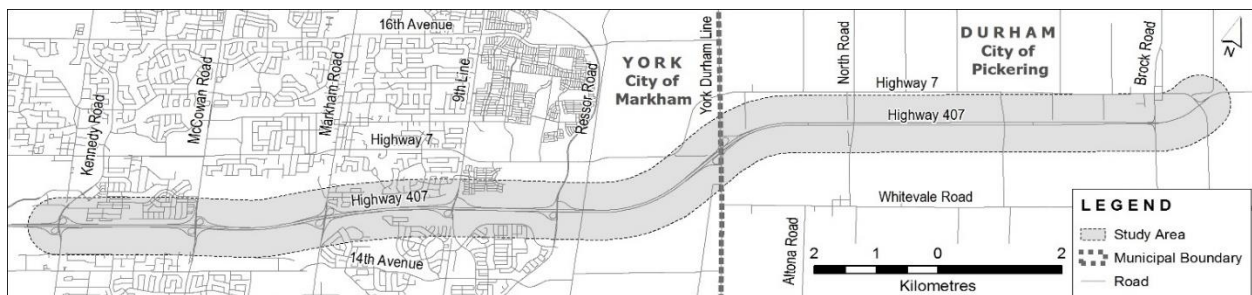 16th Avenue
Kennedy Road
McCowan Road
Markham Road
9th Line
Ressor Road
YORK
City of
Markham
York Durham Line
North Road
DURHAM
City of
Pickering
Brock Road
N
Highway 7
Highway 407
Highway 7
Highway 407
Whitevale Road
Altona Road
14th Avenue
2 1 0 2
Kilometres
LEGEND
Study Area
Municipal Boundary
Road